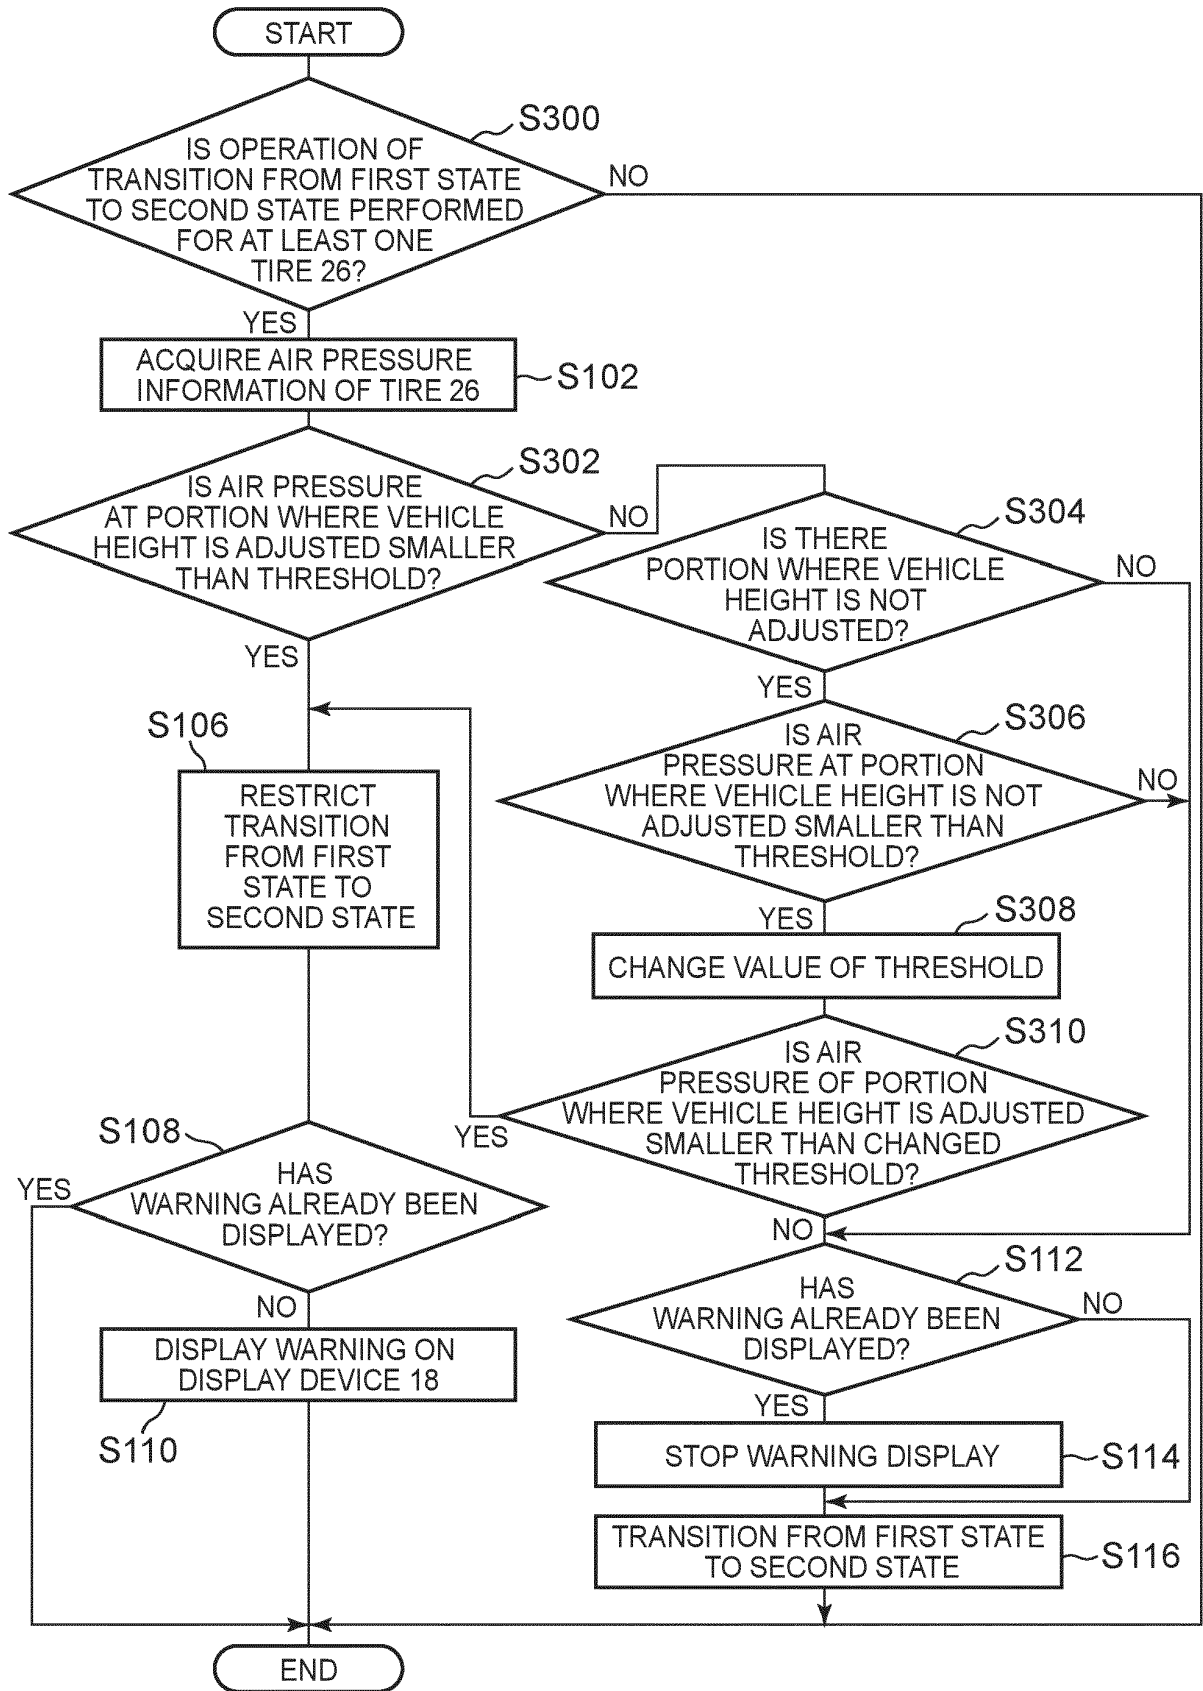 START
S300
IS OPERATION OF
TRANSITION FROM FIRST STATE
TO SECOND STATE PERFORMED
FOR AT LEAST ONE
TIRE 26?
NO
YES
ACQUIRE AIR PRESSURE
INFORMATION OF TIRE 26
S102
S302
IS AIR PRESSURE
AT PORTION WHERE VEHICLE
HEIGHT IS ADJUSTED SMALLER
THAN THRESHOLD?
NO
YES
S304
IS THERE
PORTION WHERE VEHICLE
HEIGHT IS NOT
ADJUSTED?
NO
YES
S306
IS AIR
PRESSURE AT PORTION
WHERE VEHICLE HEIGHT IS NOT
ADJUSTED SMALLER THAN
THRESHOLD?
NO
YES
S106
RESTRICT
TRANSITION
FROM FIRST
STATE TO
SECOND STATE
S308
CHANGE VALUE OF THRESHOLD
S310
IS AIR
PRESSURE OF PORTION
WHERE VEHICLE HEIGHT IS ADJUSTED
SMALLER THAN CHANGED
THRESHOLD?
YES
NO
S108
HAS
WARNING ALREADY BEEN
DISPLAYED?
YES
NO
DISPLAY WARNING ON
DISPLAY DEVICE 18
S110
S112
HAS
WARNING ALREADY BEEN
DISPLAYED?
NO
YES
STOP WARNING DISPLAY
S114
TRANSITION FROM FIRST STATE
TO SECOND STATE
S116
END